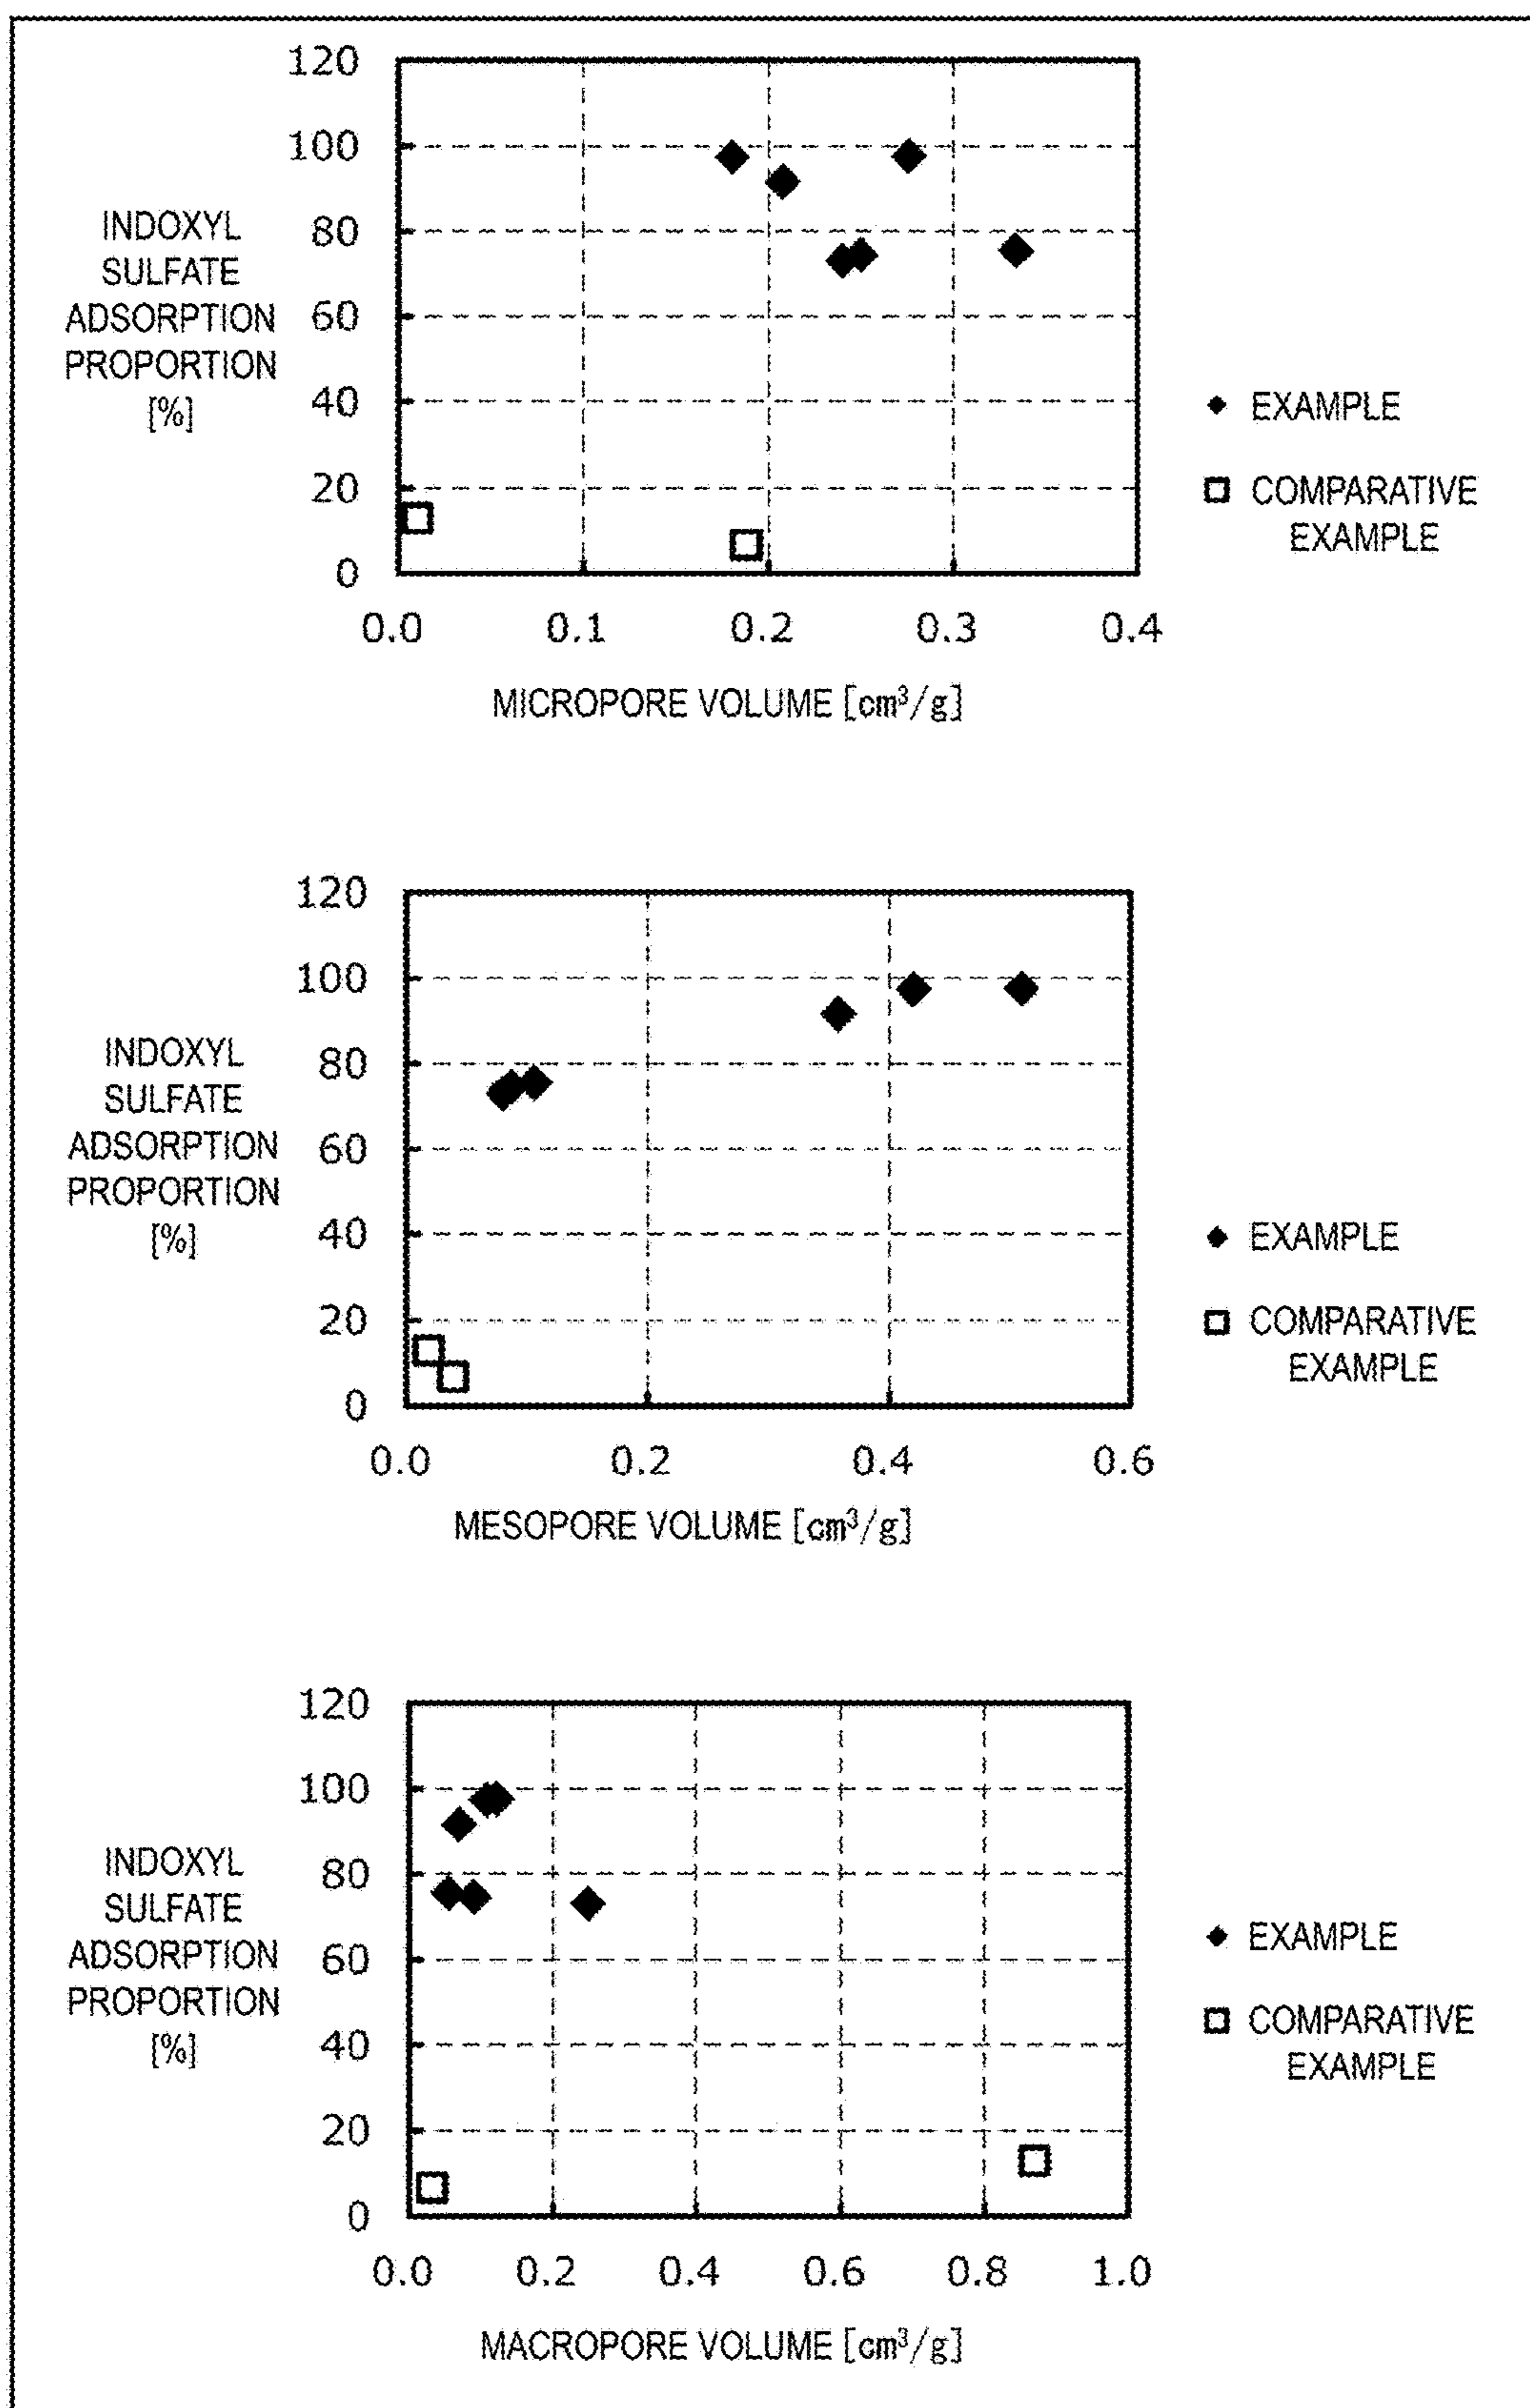 120
100
80
60
40
20
0
INDOXYL
SULFATE
ADSORPTION
PROPORTION
[%]
0.0 0.1 0.2 0.3 0.4
MICROPORE VOLUME [cm³/g]
◆ EXAMPLE
□ COMPARATIVE
EXAMPLE
120
100
80
60
40
20
0
INDOXYL
SULFATE
ADSORPTION
PROPORTION
[%]
0.0 0.2 0.4 0.6
MESOPORE VOLUME [cm³/g]
◆ EXAMPLE
□ COMPARATIVE
EXAMPLE
120
100
80
60
40
20
0
INDOXYL
SULFATE
ADSORPTION
PROPORTION
[%]
0.0 0.2 0.4 0.6 0.8 1.0
MACROPORE VOLUME [cm³/g]
◆ EXAMPLE
□ COMPARATIVE
EXAMPLE